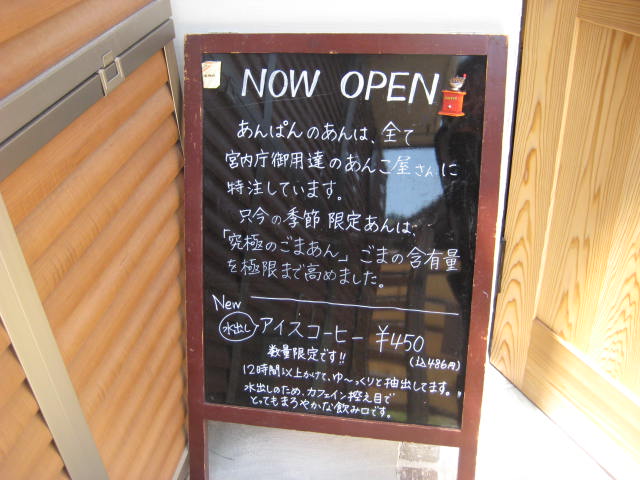 NOW OPEN
あんぱんのあんは、全て
宮内庁御用達のあんこ屋さんに
特注しています。
只今の季節限定あんは、
「究極のごまあん」ごまの含有量
を極限まで高めました。
New
水出し アイスコーヒー ¥450
(込486円)
数量限定です!!
12時間以上かけて、ゆ〜っくりと抽出してます。
水出しのため、カフェイン控え目で
とってもまろやかな飲み口です。